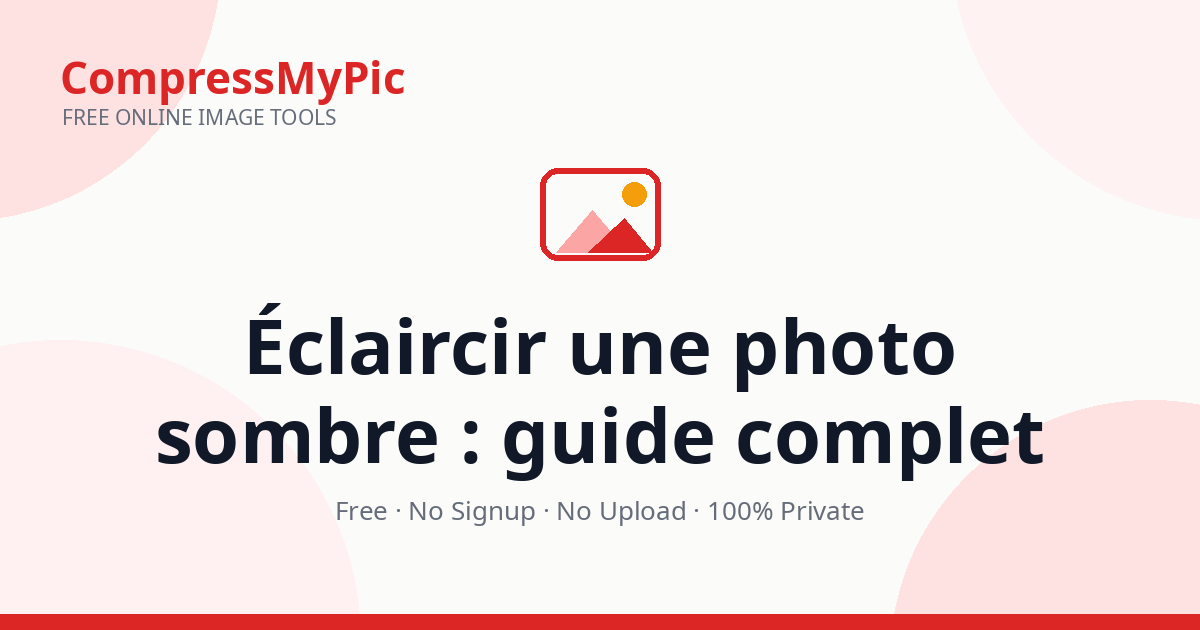 CompressMyPic
FREE ONLINE IMAGE TOOLS
Éclaircir une photo
sombre : guide complet
Free · No Signup · No Upload · 100% Private